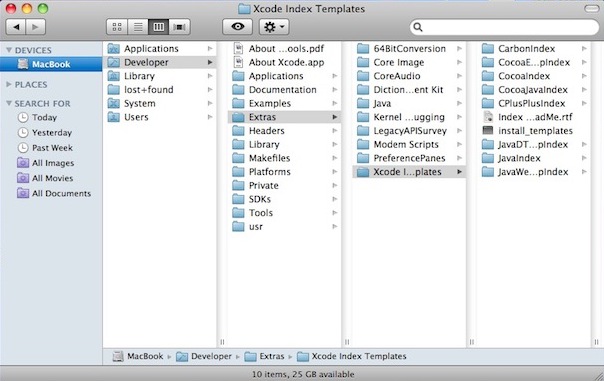 Xcode Index Templates
DEVICES
MacBook
PLACES
SEARCH FOR
Today
Yesterday
Past Week
All Images
All Movies
All Documents
Applications
Developer
Library
lost+found
System
Users
About ...ools.pdf
About Xcode.app
Applications
Documentation
Examples
Extras
Headers
Library
Makefiles
Platforms
Private
SDKs
Tools
usr
64BitConversion
Core Image
CoreAudio
Diction...ent Kit
Java
Kernel ...ugging
LegacyAPISurvey
Modem Scripts
PreferencePanes
Xcode I...plates
CarbonIndex
CocoaE...pIndex
CocoaIndex
CocoaJavaIndex
CPlusPlusIndex
Index ...adMe.rtf
install_templates
JavaDT...pIndex
JavaIndex
JavaWe...pIndex
MacBook ▸ Developer ▸ Extras ▸ Xcode Index Templates
10 items, 25 GB available